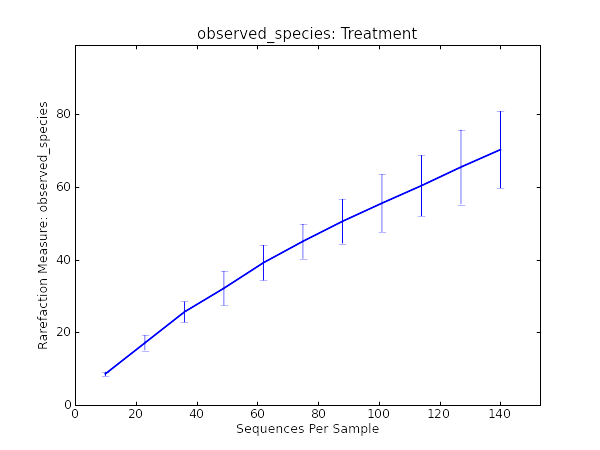 observed_species: Treatment
Rarefaction Measure: observed_species
80
60
40
20
0
0 20 40 60 80 100 120 140
Sequences Per Sample